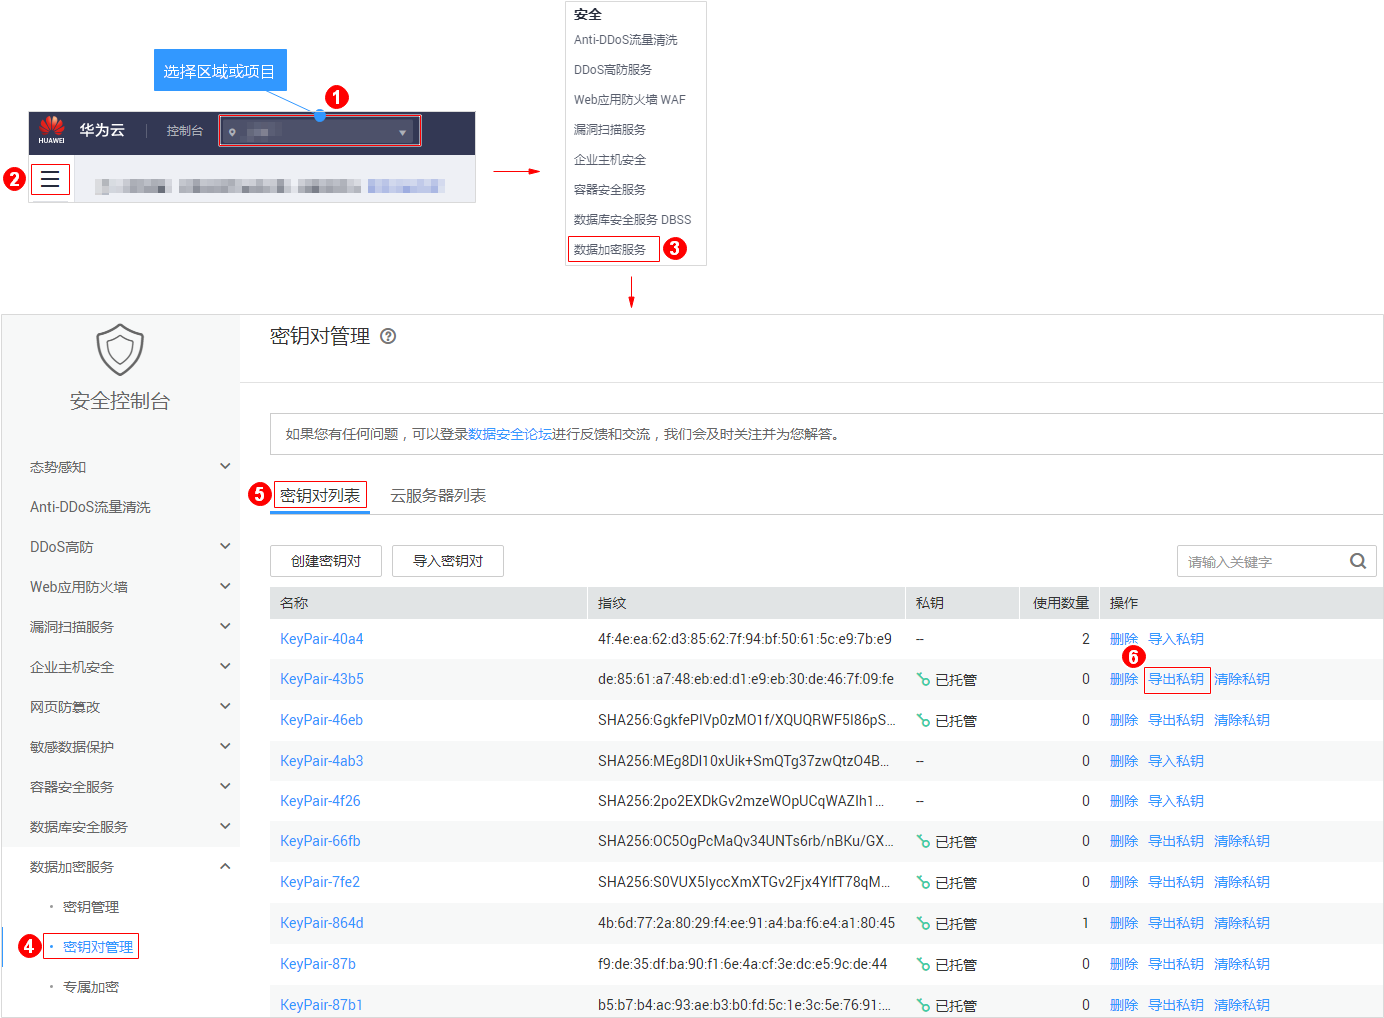 安全
Anti-DDoS流量清洗
DDoS高防服务
Web应用防火墙 WAF
漏洞扫描服务
企业主机安全
容器安全服务
数据库安全服务 DBSS
数据加密服务
3
选择区域或项目
1
HUAWEI
华为云
控制台
2
安全控制台
态势感知
Anti-DDoS流量清洗
DDoS高防
Web应用防火墙
漏洞扫描服务
企业主机安全
网页防篡改
敏感数据保护
容器安全服务
数据库安全服务
数据加密服务
· 密钥管理
4 · 密钥对管理
· 专属加密
密钥对管理 ?
如果您有任何问题，可以登录数据安全论坛进行反馈和交流，我们会及时关注并为您解答。
5 密钥对列表 云服务器列表
创建密钥对 导入密钥对 请输入关键字
名称 指纹 私钥 使用数量 操作
KeyPair-40a4 4f:4e:ea:62:d3:85:62:7f:94:bf:50:61:5c:e9:7b:e9 -- 2 删除 导入私钥
6
KeyPair-43b5 de:85:61:a7:48:eb:ed:d1:e9:eb:30:de:46:7f:09:fe 已托管 0 删除 导出私钥 清除私钥
KeyPair-46eb SHA256:GgkfePIVp0zMO1f/XQUQRWF5I86pS... 已托管 0 删除 导出私钥 清除私钥
KeyPair-4ab3 SHA256:MEg8DI10xUik+SmQTg37zwQtzO4B... -- 0 删除 导入私钥
KeyPair-4f26 SHA256:2po2EXDkGv2mzeWOpUCqWAZIh1... -- 0 删除 导入私钥
KeyPair-66fb SHA256:OC5OgPcMaQv34UNTs6rb/nBKu/GX... 已托管 0 删除 导出私钥 清除私钥
KeyPair-7fe2 SHA256:S0VUX5IyccXmXTGv2Fjx4YIfT78qM... 已托管 0 删除 导出私钥 清除私钥
KeyPair-864d 4b:6d:77:2a:80:29:f4:ee:91:a4:ba:f6:e4:a1:80:45 已托管 1 删除 导出私钥 清除私钥
KeyPair-87b f9:de:35:df:ba:90:f1:6e:4a:cf:3e:dc:e5:9c:de:44 已托管 0 删除 导出私钥 清除私钥
KeyPair-87b1 b5:b7:b4:ac:93:ae:b3:b0:fd:5c:1e:3c:5e:76:91:... 已托管 0 删除 导出私钥 清除私钥